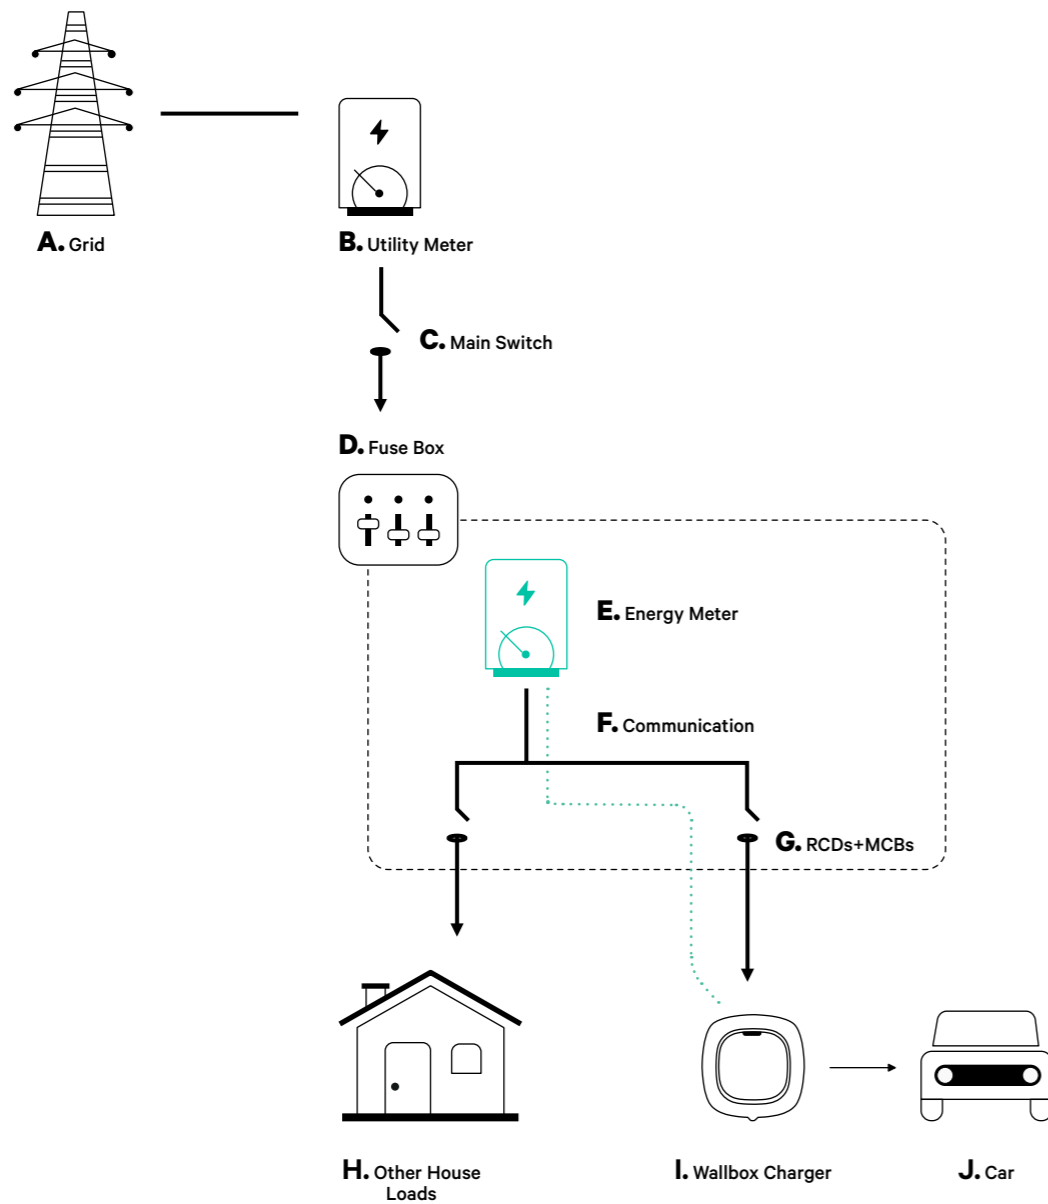 A. Grid
B. Utility Meter
C. Main Switch
D. Fuse Box
E. Energy Meter
F. Communication
G. RCDs+MCBs
H. Other House
Loads
I. Wallbox Charger
J. Car